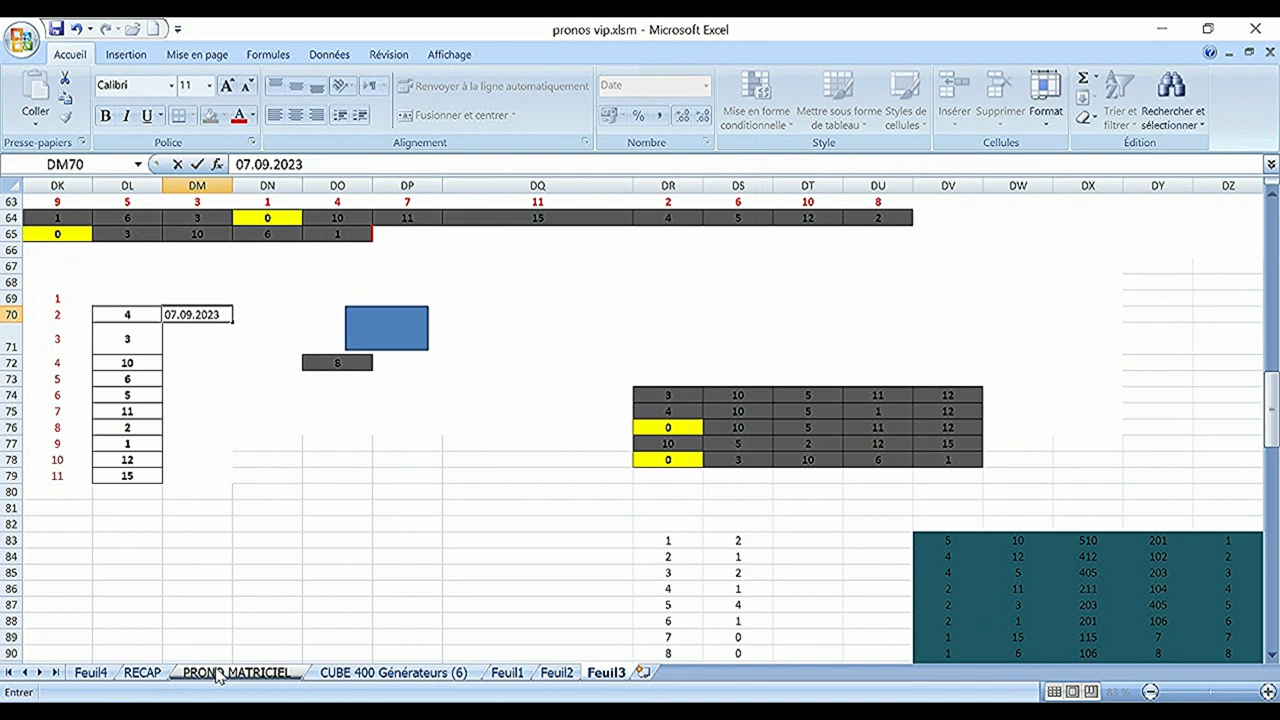 pronos vip.xlsm - Microsoft Excel
Accueil Insertion Mise en page Formules Données Révision Affichage
Calibri 11 Renvoyer à la ligne automatiquement Date
Coller Fusionner et centrer Mise en forme conditionnelle Mettre sous forme de tableau Styles de cellules Insérer Supprimer Format Trier et filtrer Rechercher et sélectionner
Presse-papiers Police Alignement Nombre Style Cellules Édition
DM70 07.09.2023
DK DL DM DN DO DP DQ DR DS DT DU DV DW DX DY DZ
63 9 5 3 1 4 7 11 2 6 10 8
64 1 6 3 0 10 11 15 4 5 12 2
65 0 3 10 6 1
66
67
68
69 1
70 2 4 07.09.2023
71 3 3
72 4 10 8
73 5 6
74 6 5 3 10 5 11 12
75 7 11 4 10 5 1 12
76 8 2 0 10 5 11 12
77 9 1 10 5 2 12 15
78 10 12 0 3 10 6 1
79 11 15
80
81
82
83 1 2 5 10 510 201 1
84 2 1 4 12 412 102 2
85 3 2 4 5 405 203 3
86 4 1 2 11 211 104 4
87 5 4 2 3 203 405 5
88 6 1 2 1 201 106 6
89 7 0 1 15 115 7 7
90 8 0 1 6 106 8 8
Feuil4 RECAP PRONO MATRICIEL CUBE 400 Générateurs (6) Feuil1 Feuil2 Feuil3
Entrer 83 %